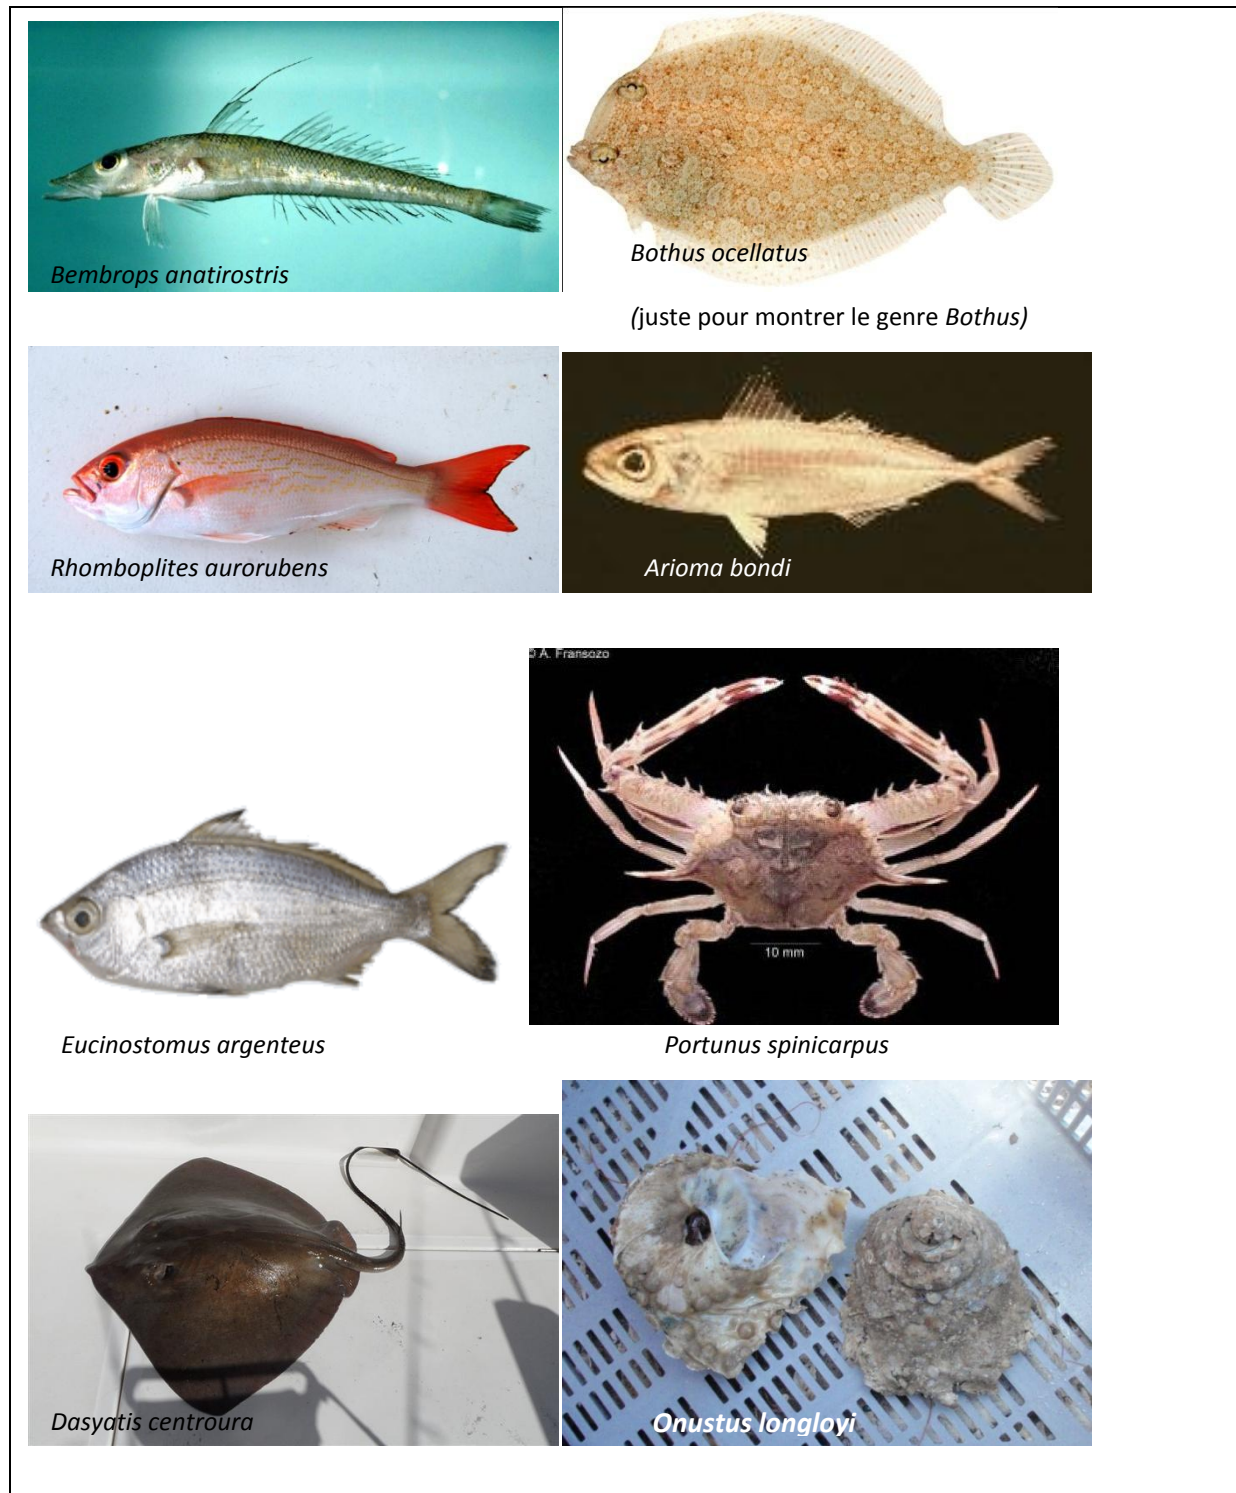 Bembrops anatirostris
Bothus ocellatus
(juste pour montrer le genre Bothus)
Rhomboplites aurorubens
Arioma bondi
© A. Fransozo
10 mm
Eucinostomus argenteus
Portunus spinicarpus
Dasyatis centroura
Onustus longloyi